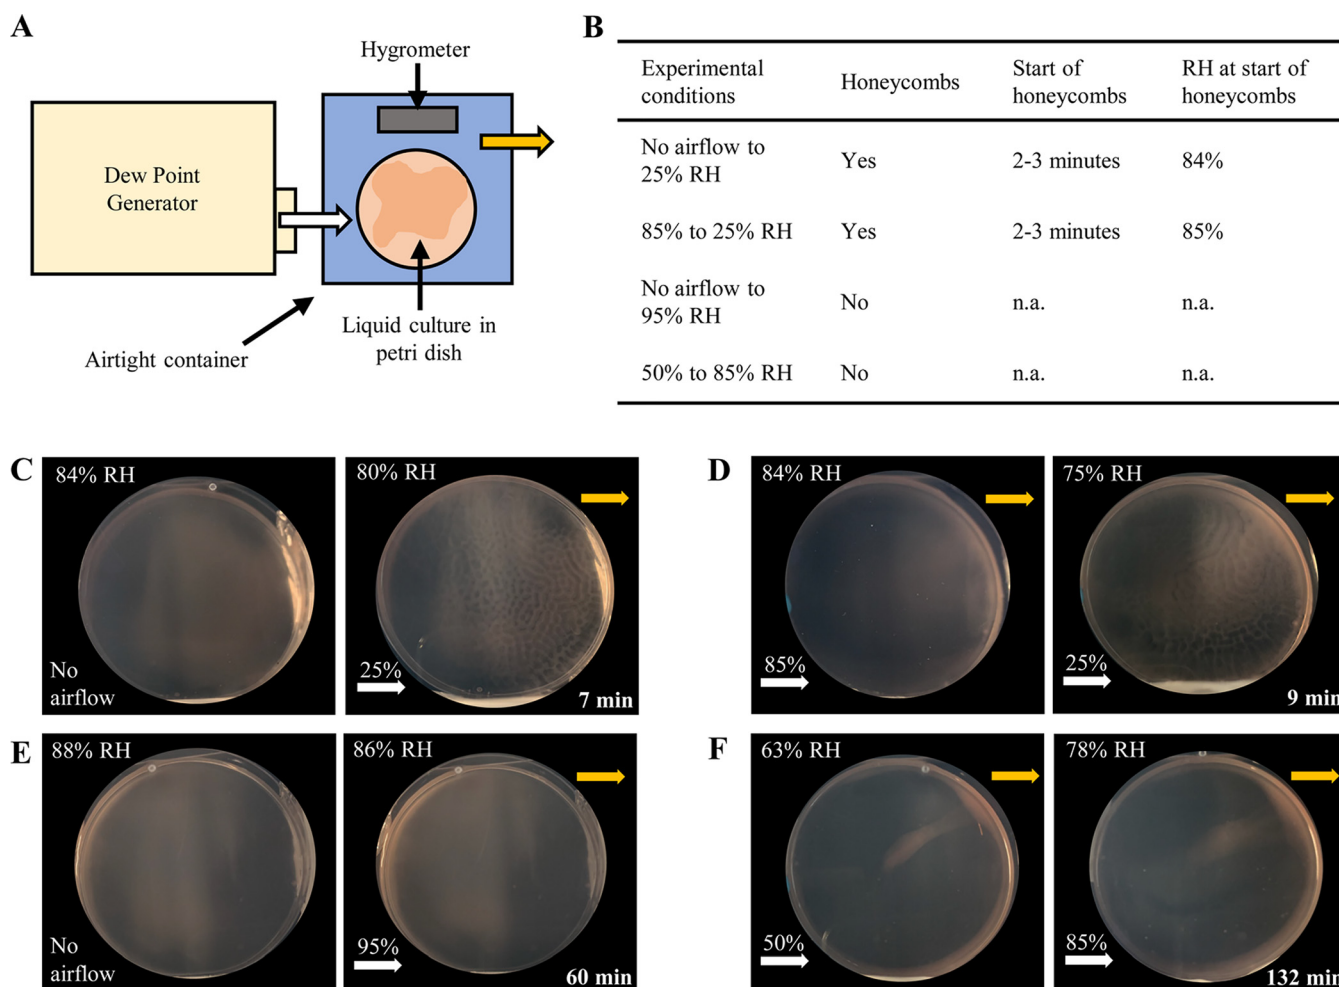 A
Hygrometer
Dew Point
Generator
Liquid culture in
petri dish
Airtight container
B
Experimental
conditions
Honeycombs
Start of
honeycombs
RH at start of
honeycombs
No airflow to
25% RH
Yes
2-3 minutes
84%
85% to 25% RH
Yes
2-3 minutes
85%
No airflow to
95% RH
No
n.a.
n.a.
50% to 85% RH
No
n.a.
n.a.
C
84% RH
No
airflow
80% RH
25%
7 min
D
84% RH
85%
75% RH
25%
9 min
E
88% RH
No
airflow
86% RH
95%
60 min
F
63% RH
50%
78% RH
85%
132 min